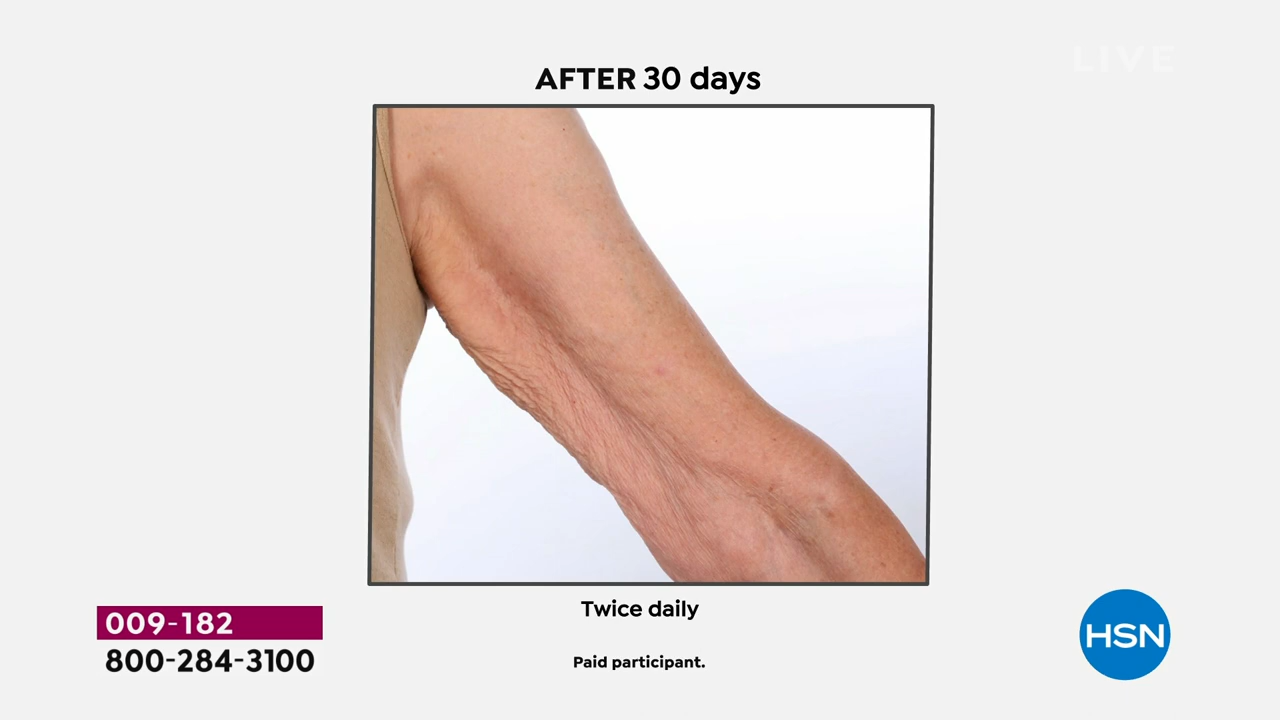 LIVE
AFTER 30 days
Twice daily
Paid participant.
009-182
800-284-3100
HSN